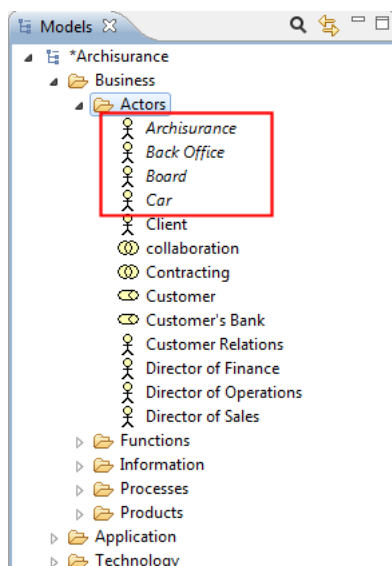 Models
*Archisurance
Business
Actors
Archisurance
Back Office
Board
Car
Client
collaboration
Contracting
Customer
Customer's Bank
Customer Relations
Director of Finance
Director of Operations
Director of Sales
Functions
Information
Processes
Products
Application
Technology